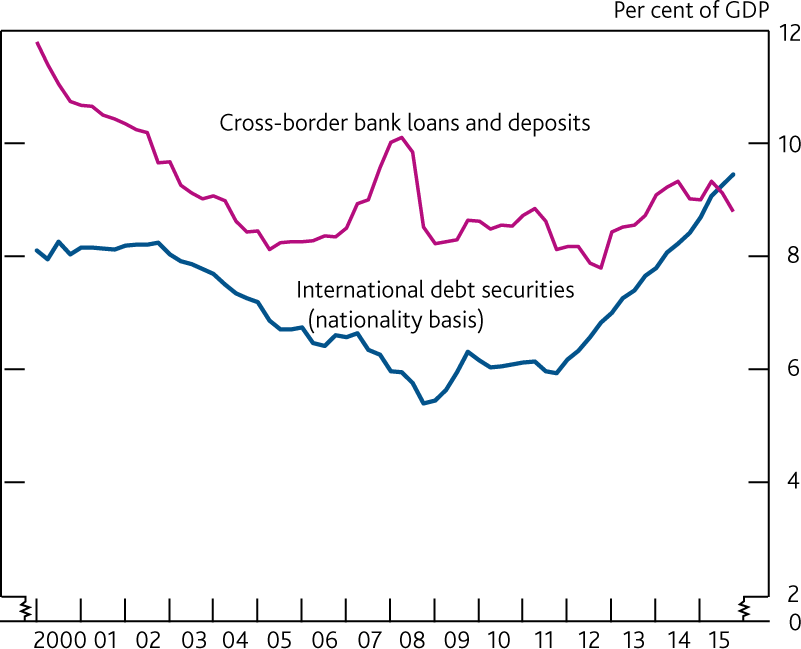 Per cent of GDP
12
Cross-border bank loans and deposits
10
8
International debt securities
(nationality basis)
6
4
2
0
2000 01 02 03 04 05 06 07 08 09 10 11 12 13 14 15